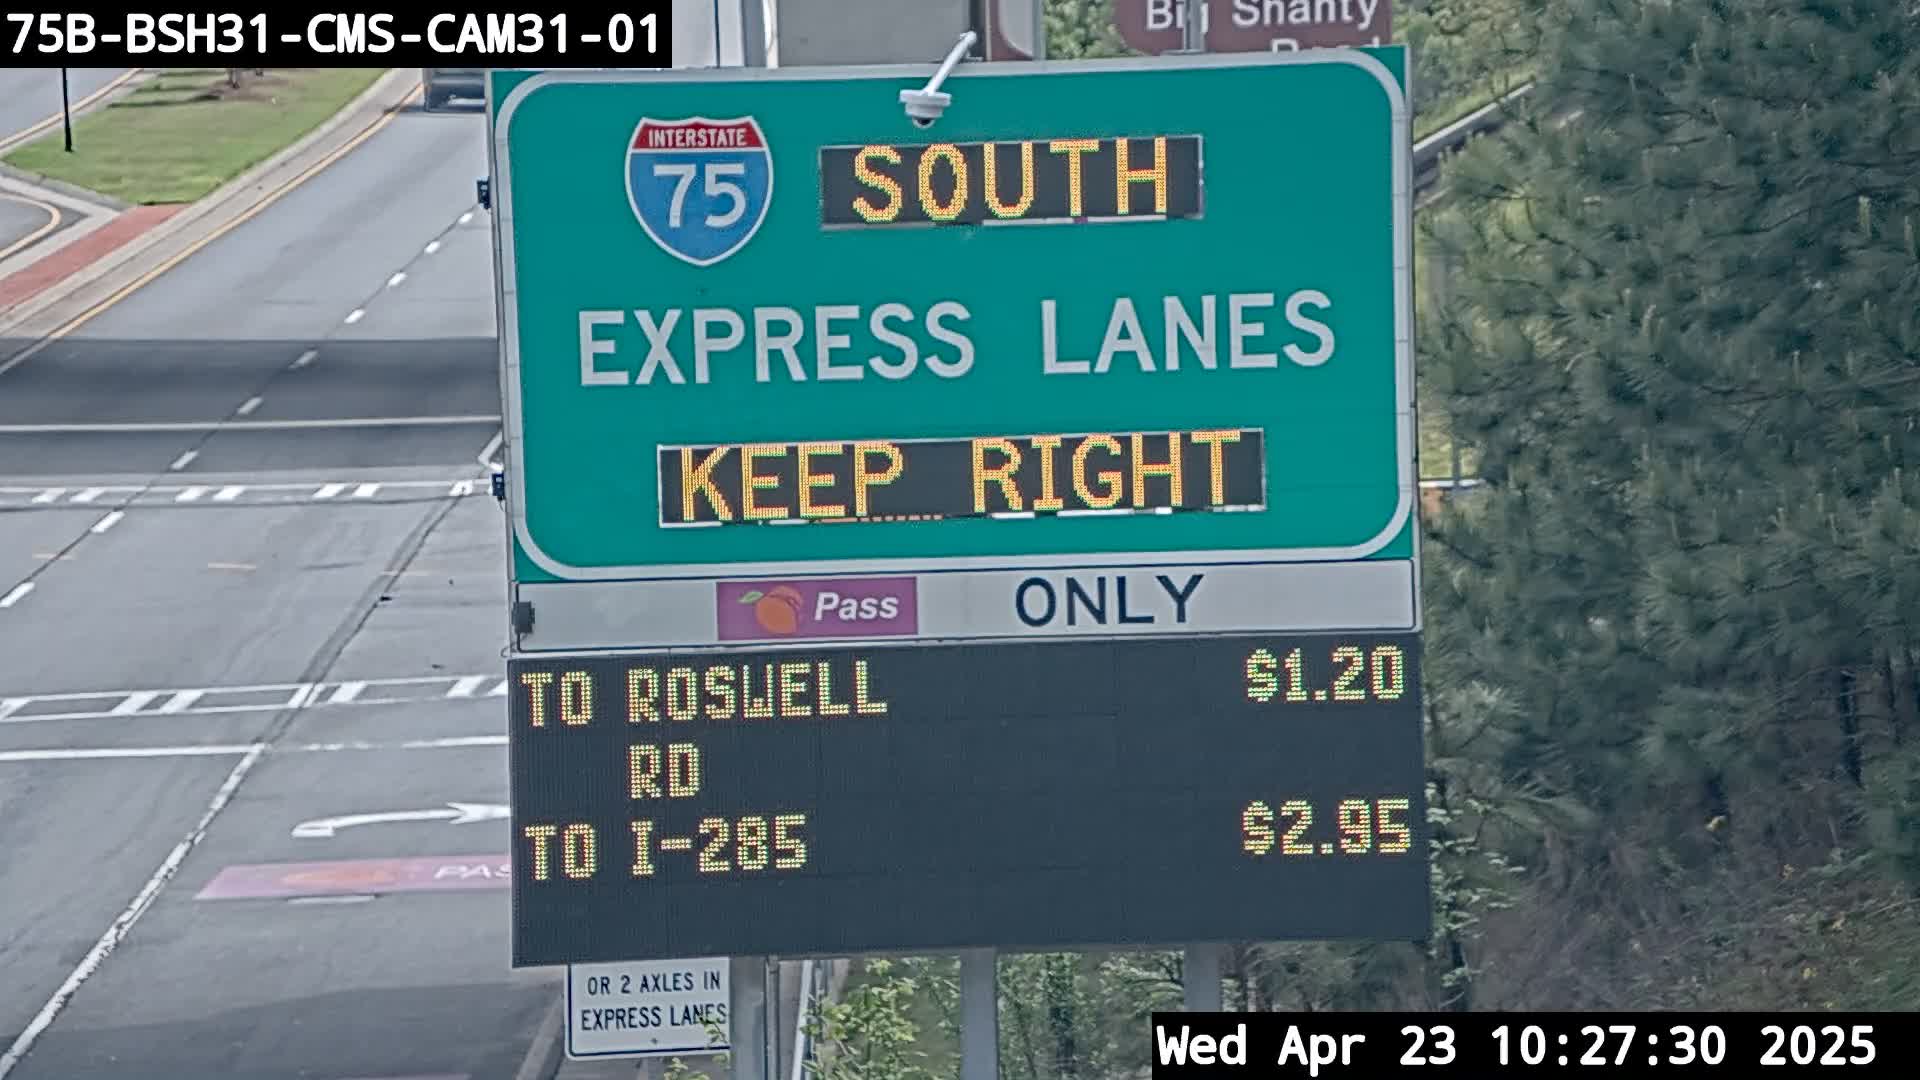 75B-BSH31-CMS-CAM31-01
Big Shanty
Road
INTERSTATE
75
SOUTH
EXPRESS LANES
KEEP RIGHT
Pass ONLY
TO ROSWELL $1.20
RD
TO I-285 $2.95
PAS
OR 2 AXLES IN
EXPRESS LANES
Wed Apr 23 10:27:30 2025